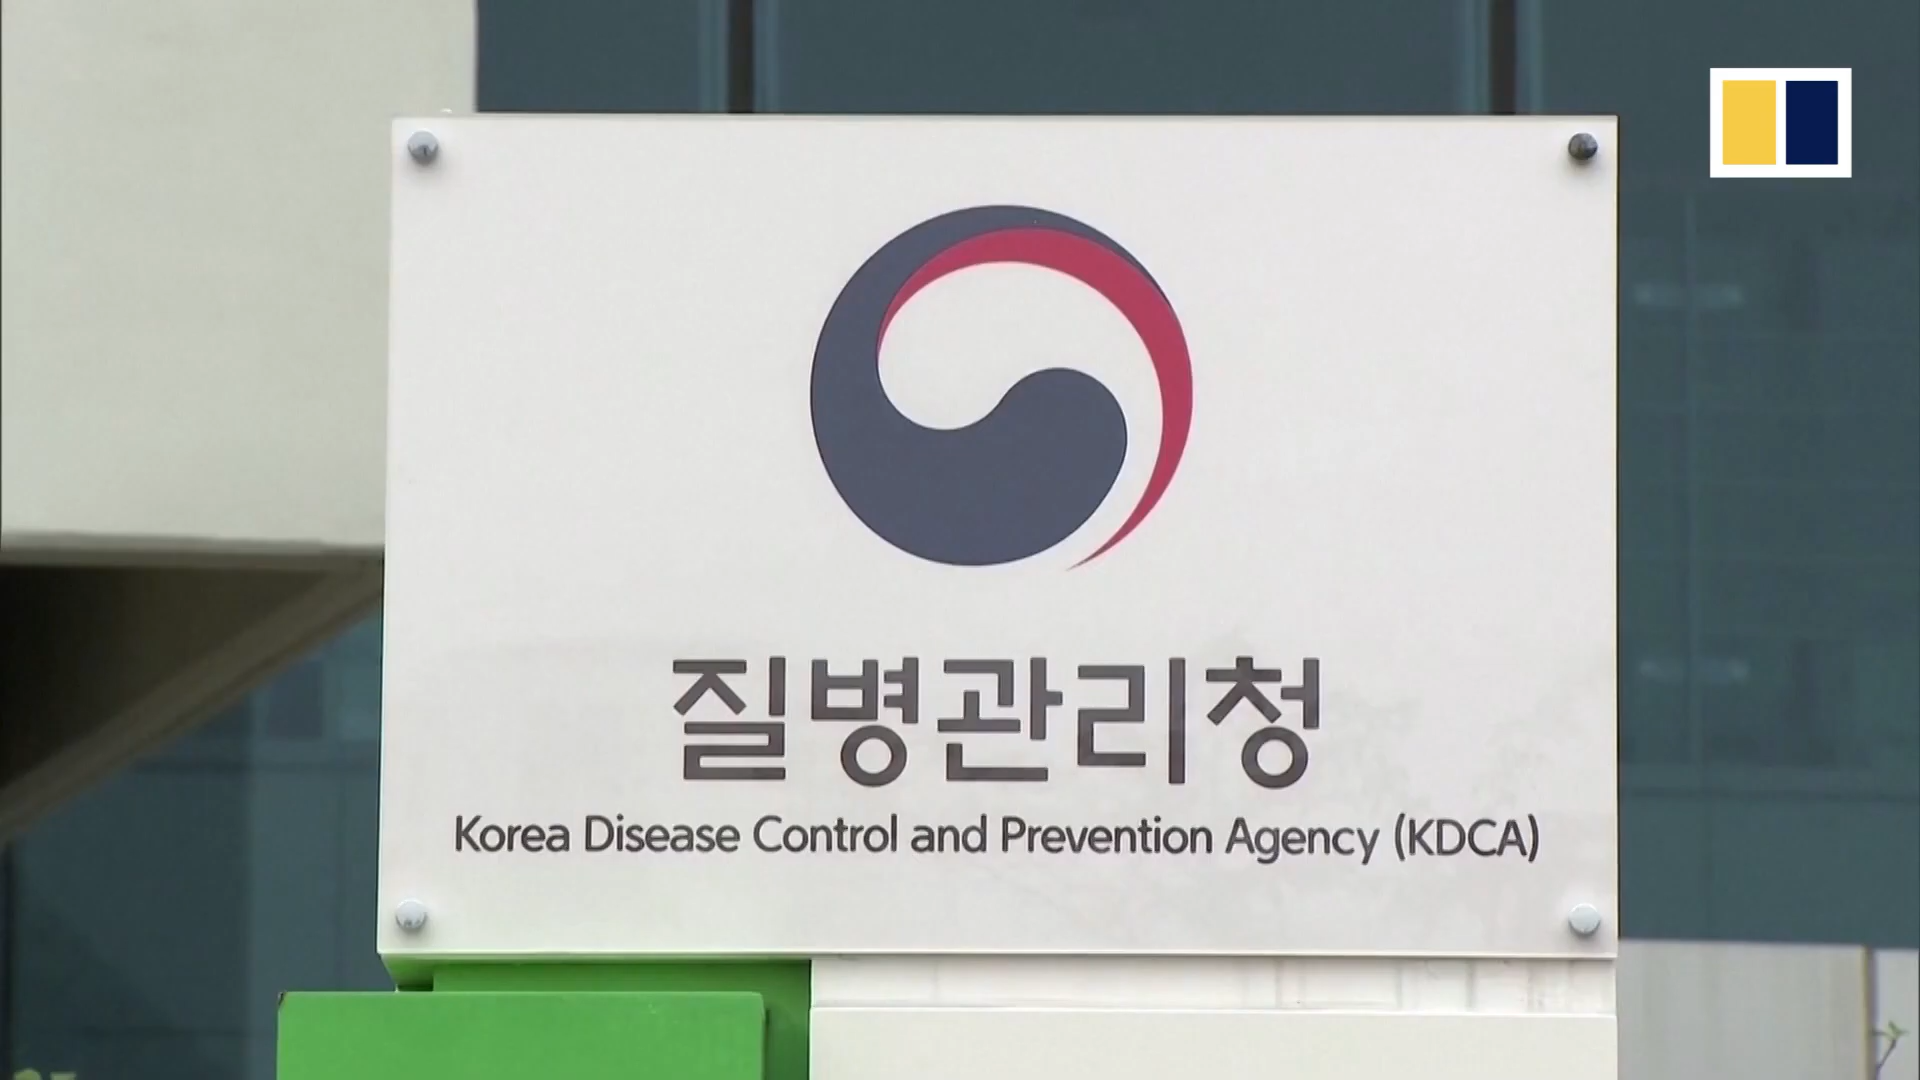 질병관리청
Korea Disease Control and Prevention Agency (KDCA)